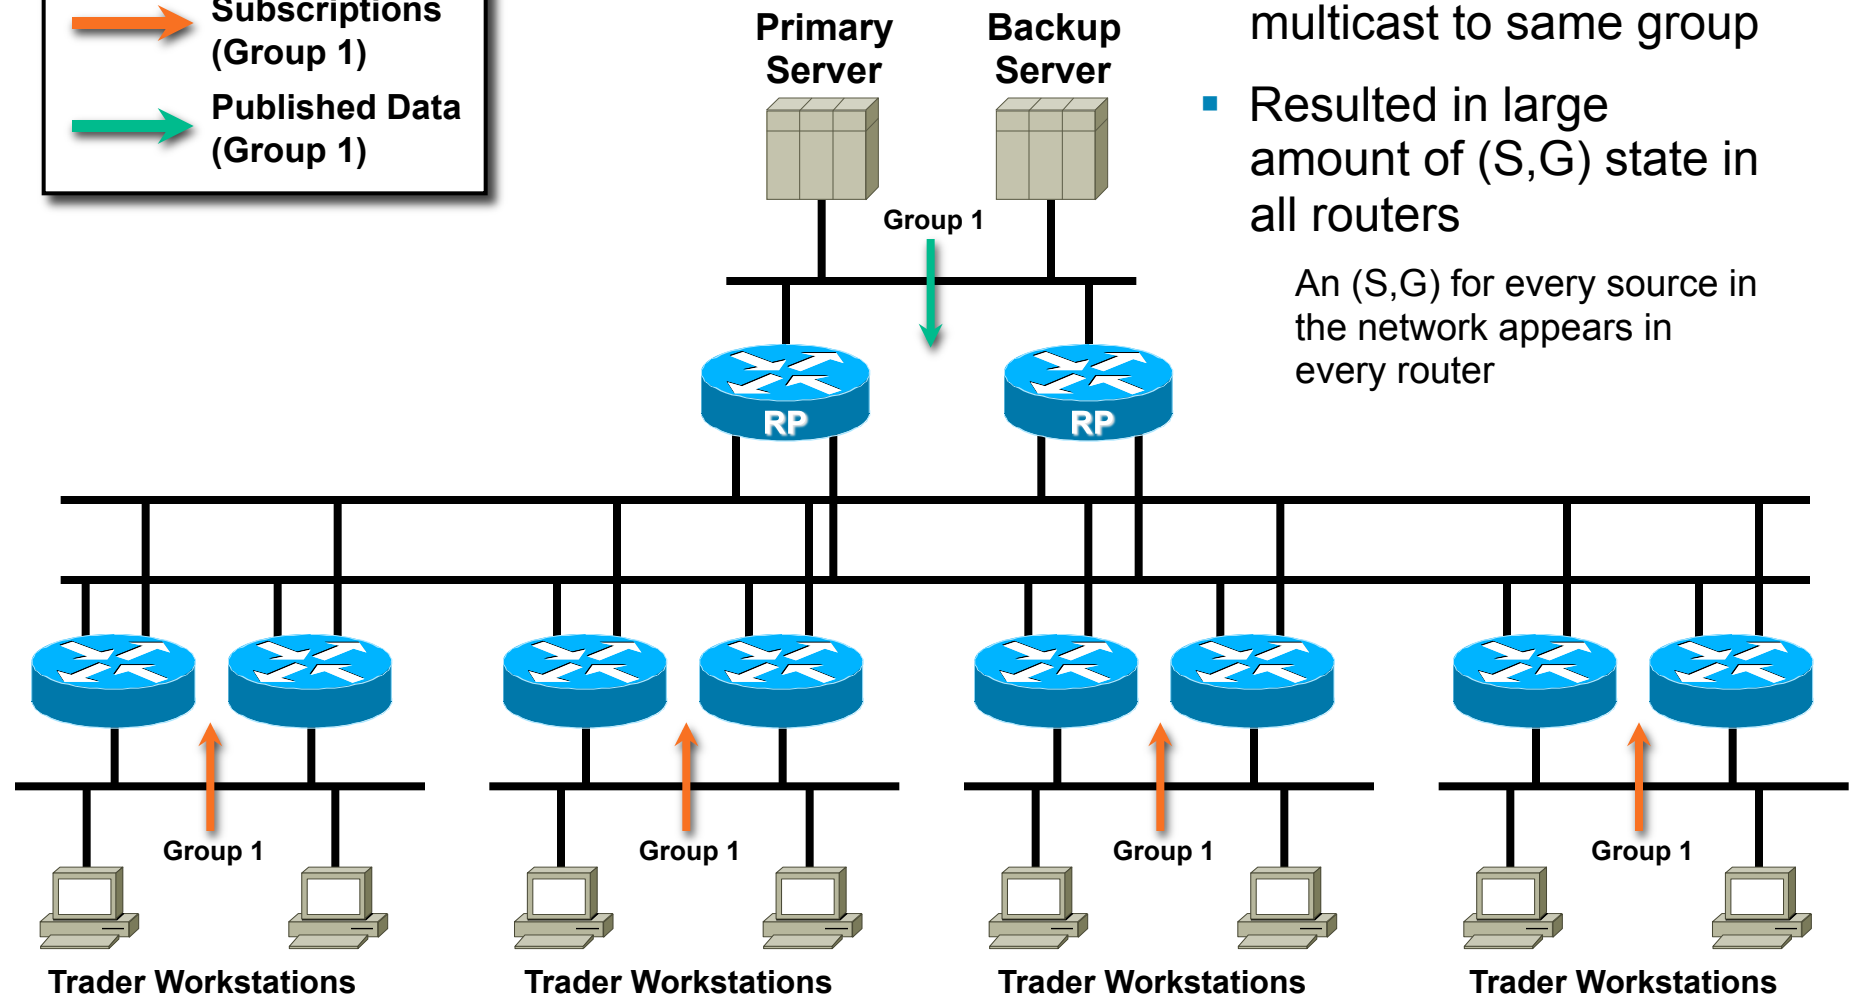 Subscriptions
(Group 1)
Published Data
(Group 1)
Primary
Server
Backup
Server
multicast to same group
Resulted in large
amount of (S,G) state in
all routers
An (S,G) for every source in
the network appears in
every router
Group 1
RP
RP
Group 1
Group 1
Group 1
Group 1
Trader Workstations
Trader Workstations
Trader Workstations
Trader Workstations